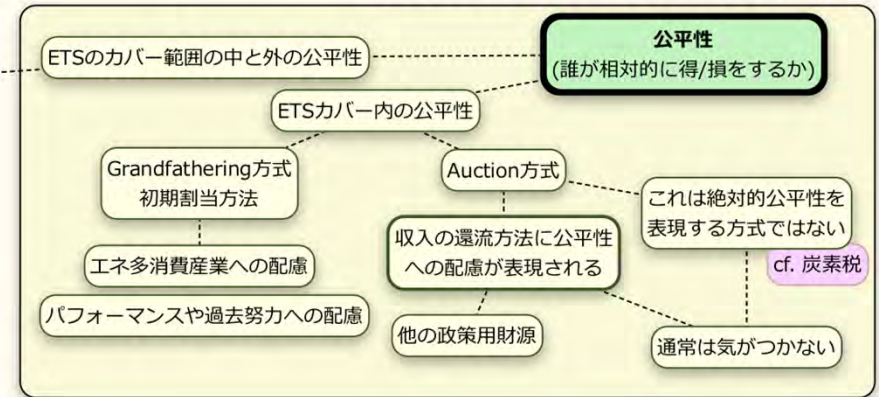 公平性
(誰が相対的に得/損をするか)
ETSのカバー範囲の中と外の公平性
ETSカバー内の公平性
Grandfathering方式
初期割当方法
Auction方式
これは絶対的公平性を
表現する方式ではない
cf. 炭素税
収入の還流方法に公平性
への配慮が表現される
エネ多消費産業への配慮
パフォーマンスや過去努力への配慮
他の政策用財源
通常は気がつかない